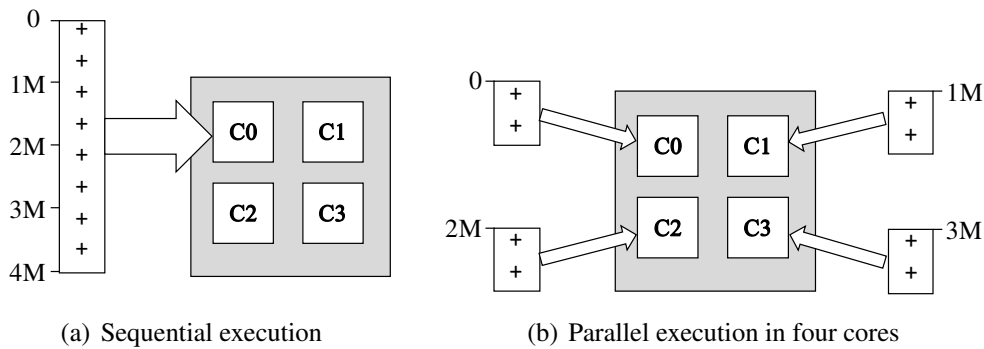 0
+
+
1M
+
+
2M
+
+
3M
+
+
4M
C0
C1
C2
C3
(a) Sequential execution
0
+
+
1M
+
+
C0
C1
2M
+
+
C2
C3
3M
+
+
(b) Parallel execution in four cores